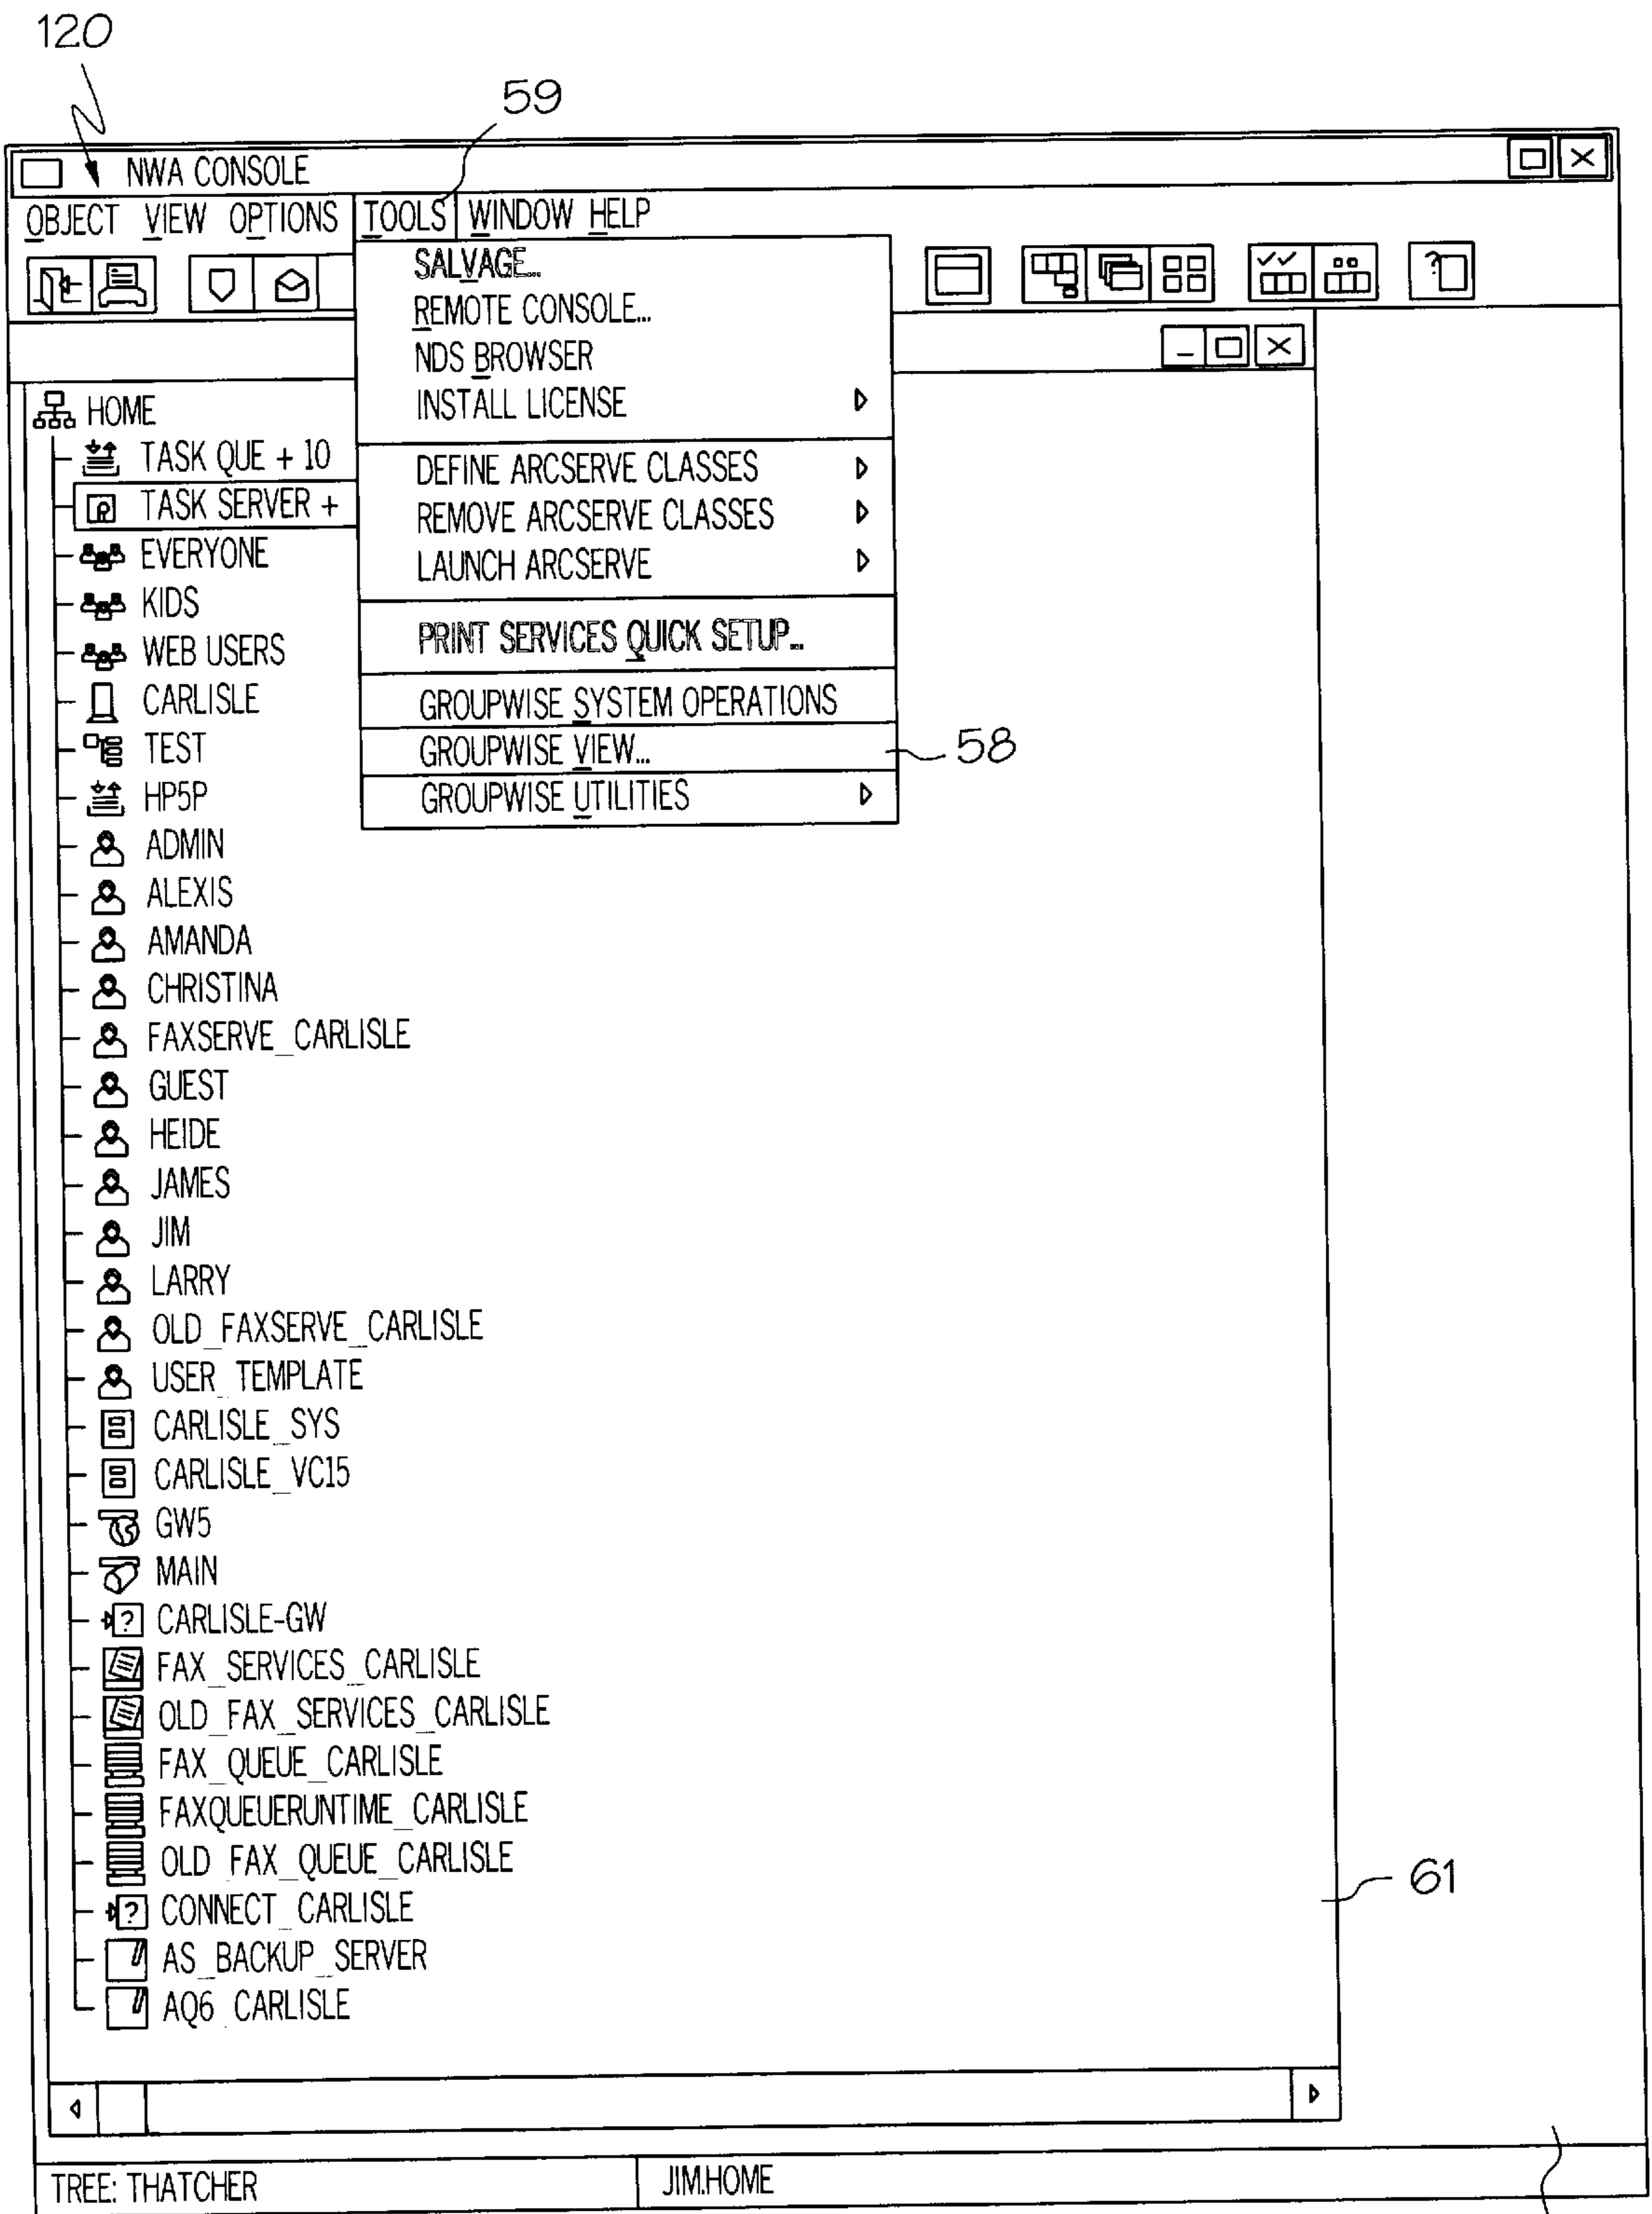 120
59
NWA CONSOLE
OBJECT VIEW OPTIONS TOOLS WINDOW HELP
SALVAGE...
REMOTE CONSOLE...
NDS BROWSER
INSTALL LICENSE
DEFINE ARCSERVE CLASSES
REMOVE ARCSERVE CLASSES
LAUNCH ARCSERVE
PRINT SERVICES QUICK SETUP...
GROUPWISE SYSTEM OPERATIONS
GROUPWISE VIEW...
58
GROUPWISE UTILITIES
HOME
TASK QUE + 10
TASK SERVER +
EVERYONE
KIDS
WEB USERS
CARLISLE
TEST
HP5P
ADMIN
ALEXIS
AMANDA
CHRISTINA
FAXSERVE_CARLISLE
GUEST
HEIDE
JAMES
JIM
LARRY
OLD_FAXSERVE_CARLISLE
USER_TEMPLATE
CARLISLE_SYS
CARLISLE_VC15
GW5
MAIN
CARLISLE-GW
FAX_SERVICES_CARLISLE
OLD_FAX_SERVICES_CARLISLE
FAX_QUEUE_CARLISLE
FAXQUEUERUNTIME_CARLISLE
OLD_FAX_QUEUE_CARLISLE
61
CONNECT_CARLISLE
AS_BACKUP_SERVER
AQ6_CARLISLE
TREE: THATCHER
JIM.HOME